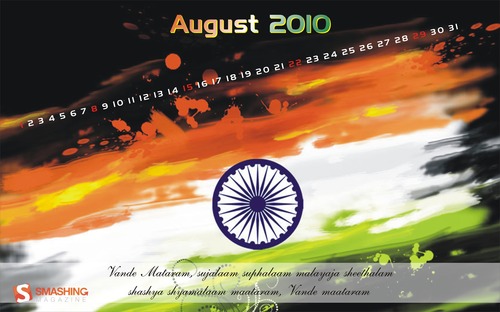 August 2010
1 2 3 4 5 6 7 8 9 10 11 12 13 14 15 16 17 18 19 20 21 22 23 24 25 26 27 28 29 30 31
Vande Mataram, sujalaam suphalaam malayaja sheethalam
shashya shyamalaam maataram, Vande maataram
SMASHING
MAGAZINE